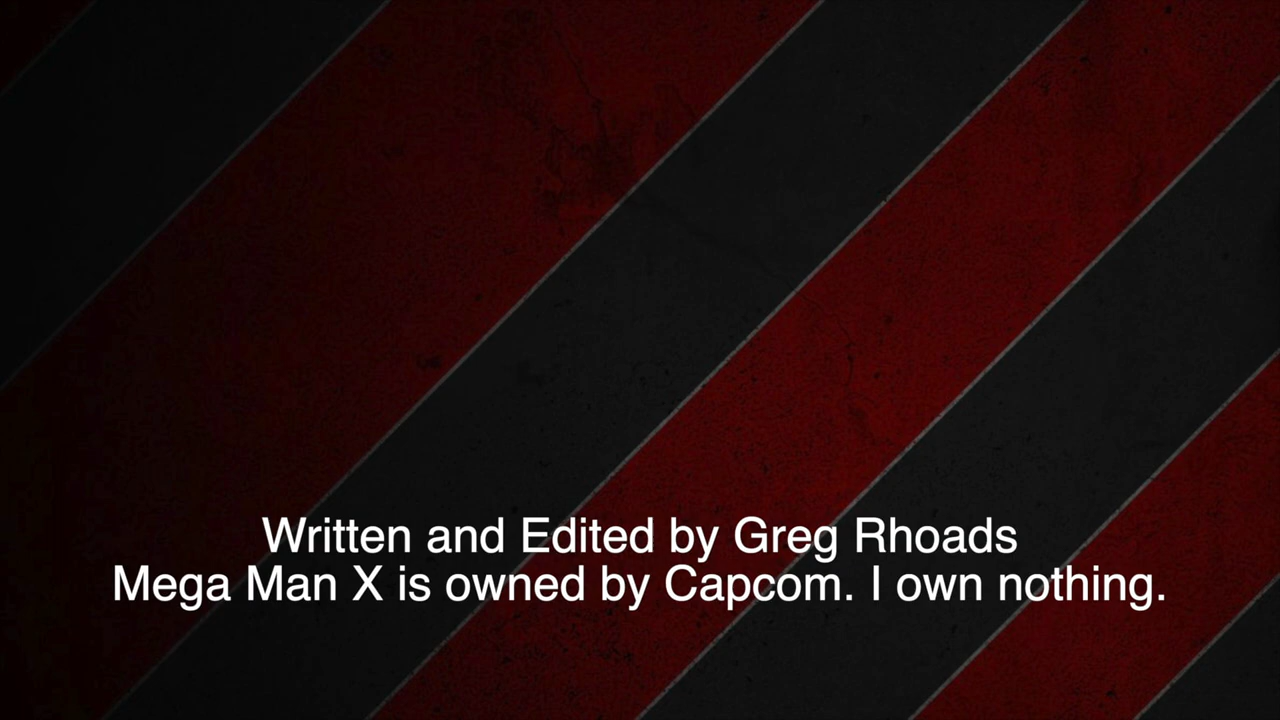 Written and Edited by Greg Rhoads
Mega Man X is owned by Capcom. I own nothing.